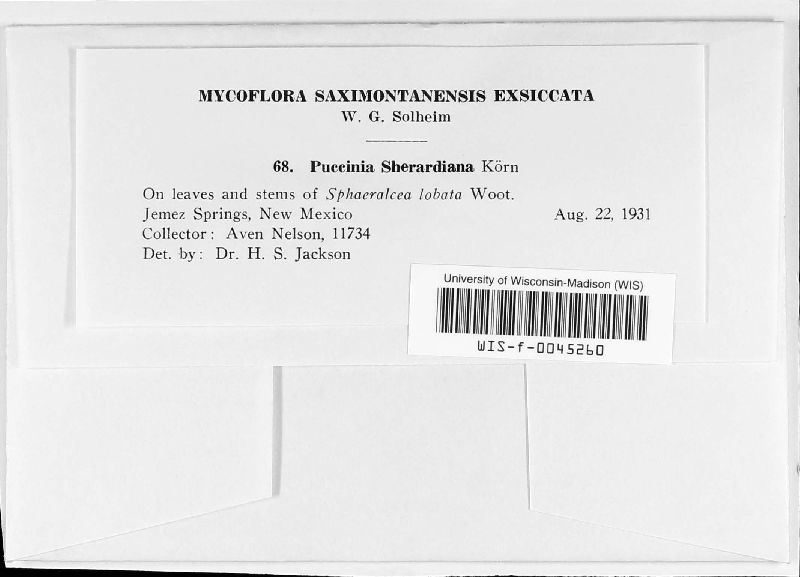 MYCOFLORA SAXIMONTANENSIS EXSICCATA
W. G. Solheim
68. Puccinia Sherardiana Körn
On leaves and stems of Sphaeralcea lobata Woot.
Jemez Springs, New Mexico Aug. 22, 1931
Collector: Aven Nelson, 11734
Det. by: Dr. H. S. Jackson
University of Wisconsin-Madison (WIS)
WIS-f-0045260